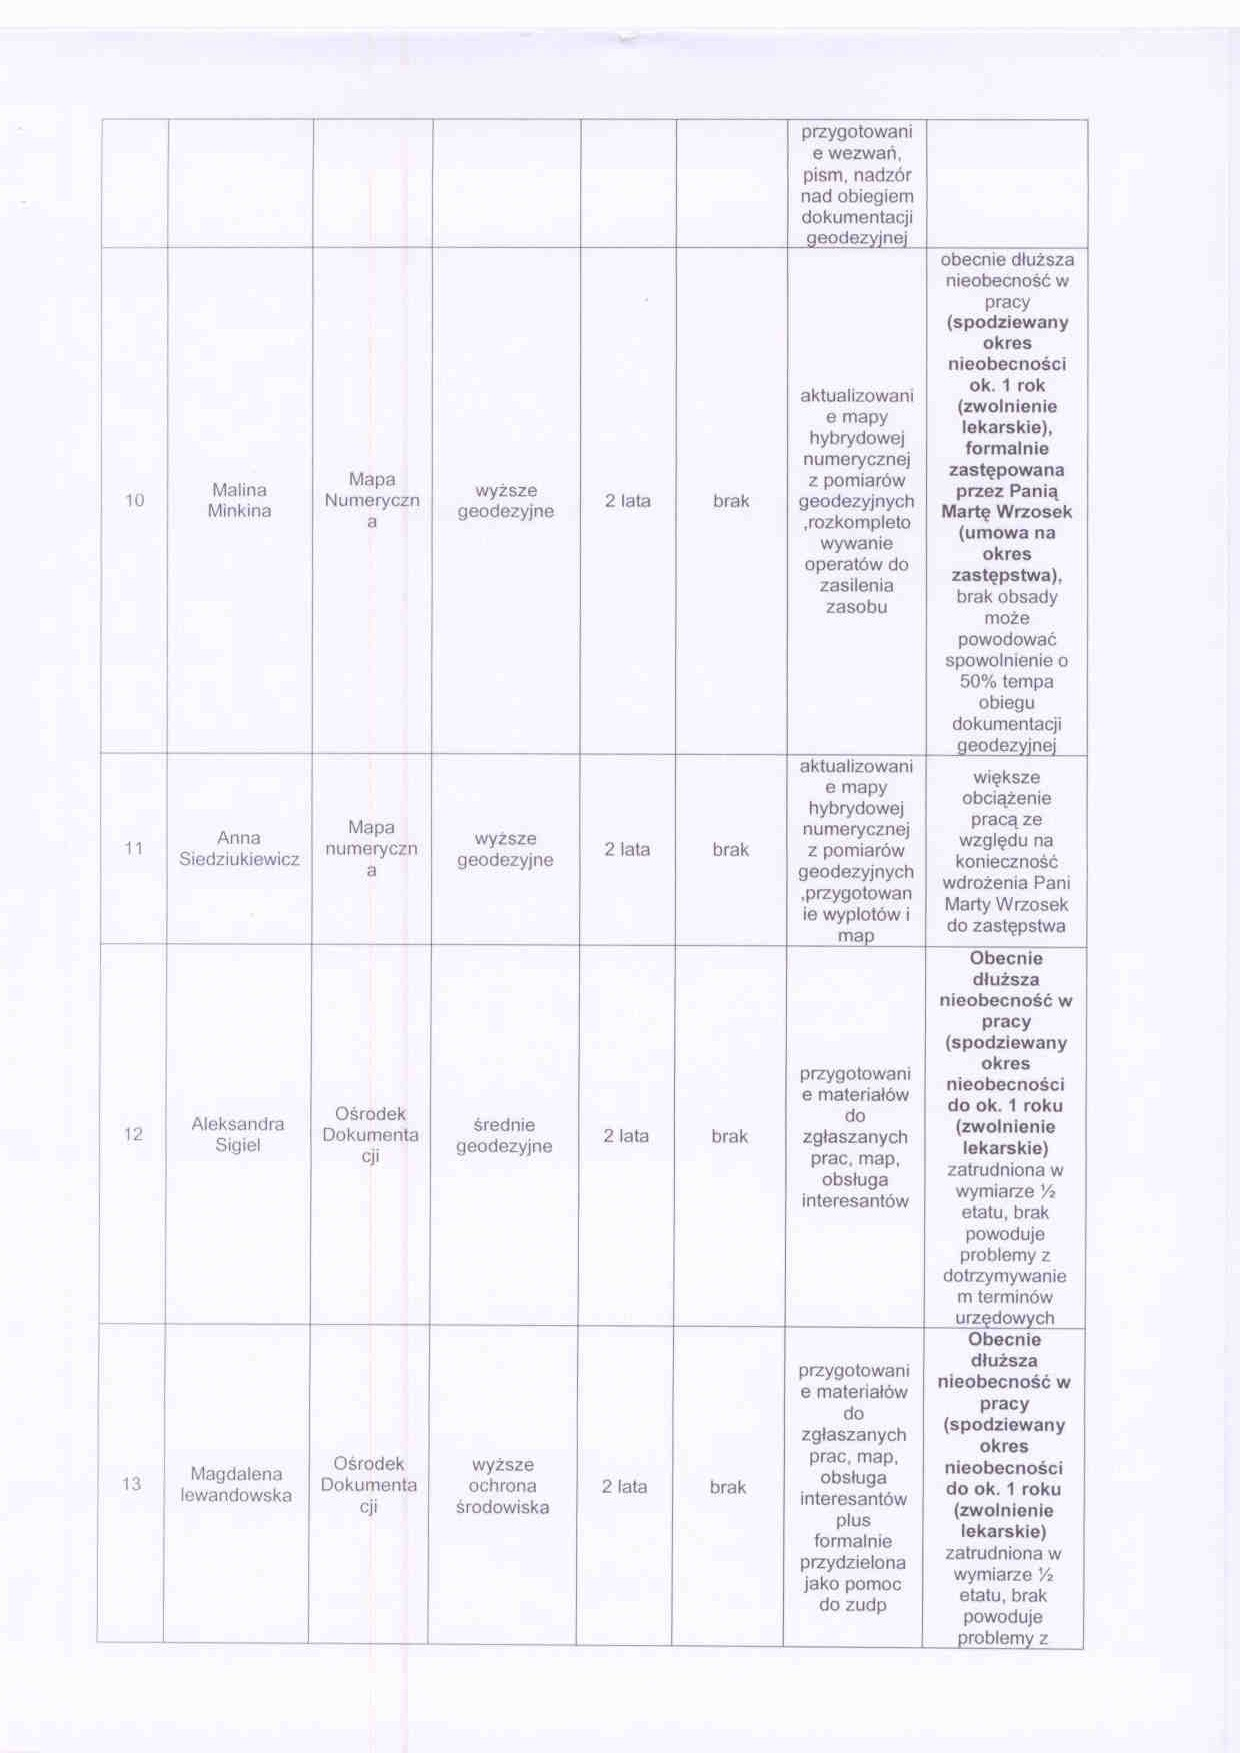 przygotowani
e wezwań,
pism, nadzór
nad obiegiem
dokumentacji
geodezyjnej
10
Malina
Minkina
Mapa
Numeryczn
a
wyższe
geodezyjne
2 lata
brak
aktualizowani
e mapy
hybrydowej
numerycznej
z pomiarów
geodezyjnych
,rozkompleto
wywanie
operatów do
zasilenia
zasobu
obecnie dłuższa
nieobecność w
pracy
(spodziewany
okres
nieobecności
ok. 1 rok
(zwolnienie
lekarskie),
formalnie
zastępowana
przez Panią
Martę Wrzosek
(umowa na
okres
zastępstwa),
brak obsady
może
powodować
spowolnienie o
50% tempa
obiegu
dokumentacji
geodezyjnej
11
Anna
Siedziukiewicz
Mapa
numeryczn
a
wyższe
geodezyjne
2 lata
brak
aktualizowani
e mapy
hybrydowej
numerycznej
z pomiarów
geodezyjnych
,przygotowan
ie wyplotów i
map
większe
obciążenie
pracą ze
względu na
konieczność
wdrożenia Pani
Marty Wrzosek
do zastępstwa
12
Aleksandra
Sigiel
Ośrodek
Dokumenta
cji
średnie
geodezyjne
2 lata
brak
przygotowani
e materiałów
do
zgłaszanych
prac, map,
obsługa
interesantów
Obecnie
dłuższa
nieobecność w
pracy
(spodziewany
okres
nieobecności
do ok. 1 roku
(zwolnienie
lekarskie)
zatrudniona w
wymiarze ½
etatu, brak
powoduje
problemy z
dotrzymywanie
m terminów
urzędowych
13
Magdalena
lewandowska
Ośrodek
Dokumenta
cji
wyższe
ochrona
środowiska
2 lata
brak
przygotowani
e materiałów
do
zgłaszanych
prac, map,
obsługa
interesantów
plus
formalnie
przydzielona
jako pomoc
do zudp
Obecnie
dłuższa
nieobecność w
pracy
(spodziewany
okres
nieobecności
do ok. 1 roku
(zwolnienie
lekarskie)
zatrudniona w
wymiarze ½
etatu, brak
powoduje
problemy z